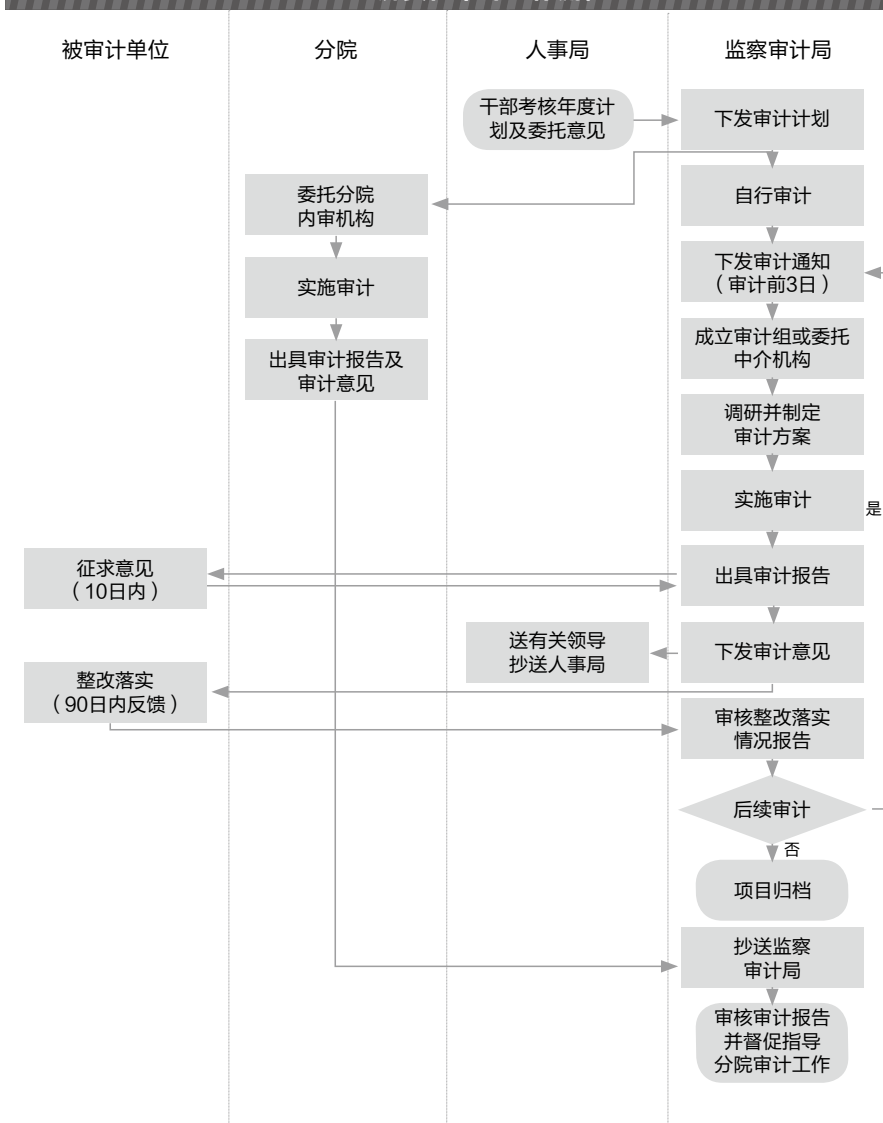 被审计单位
分院
人事局
监察审计局
干部考核年度计
划及委托意见
下发审计计划
委托分院
内审机构
自行审计
实施审计
下发审计通知
（审计前3日）
出具审计报告及
审计意见
成立审计组或委托
中介机构
调研并制定
审计方案
实施审计
是
征求意见
（10日内）
出具审计报告
送有关领导
抄送人事局
下发审计意见
整改落实
（90日内反馈）
审核整改落实
情况报告
后续审计
否
项目归档
抄送监察
审计局
审核审计报告
并督促指导
分院审计工作